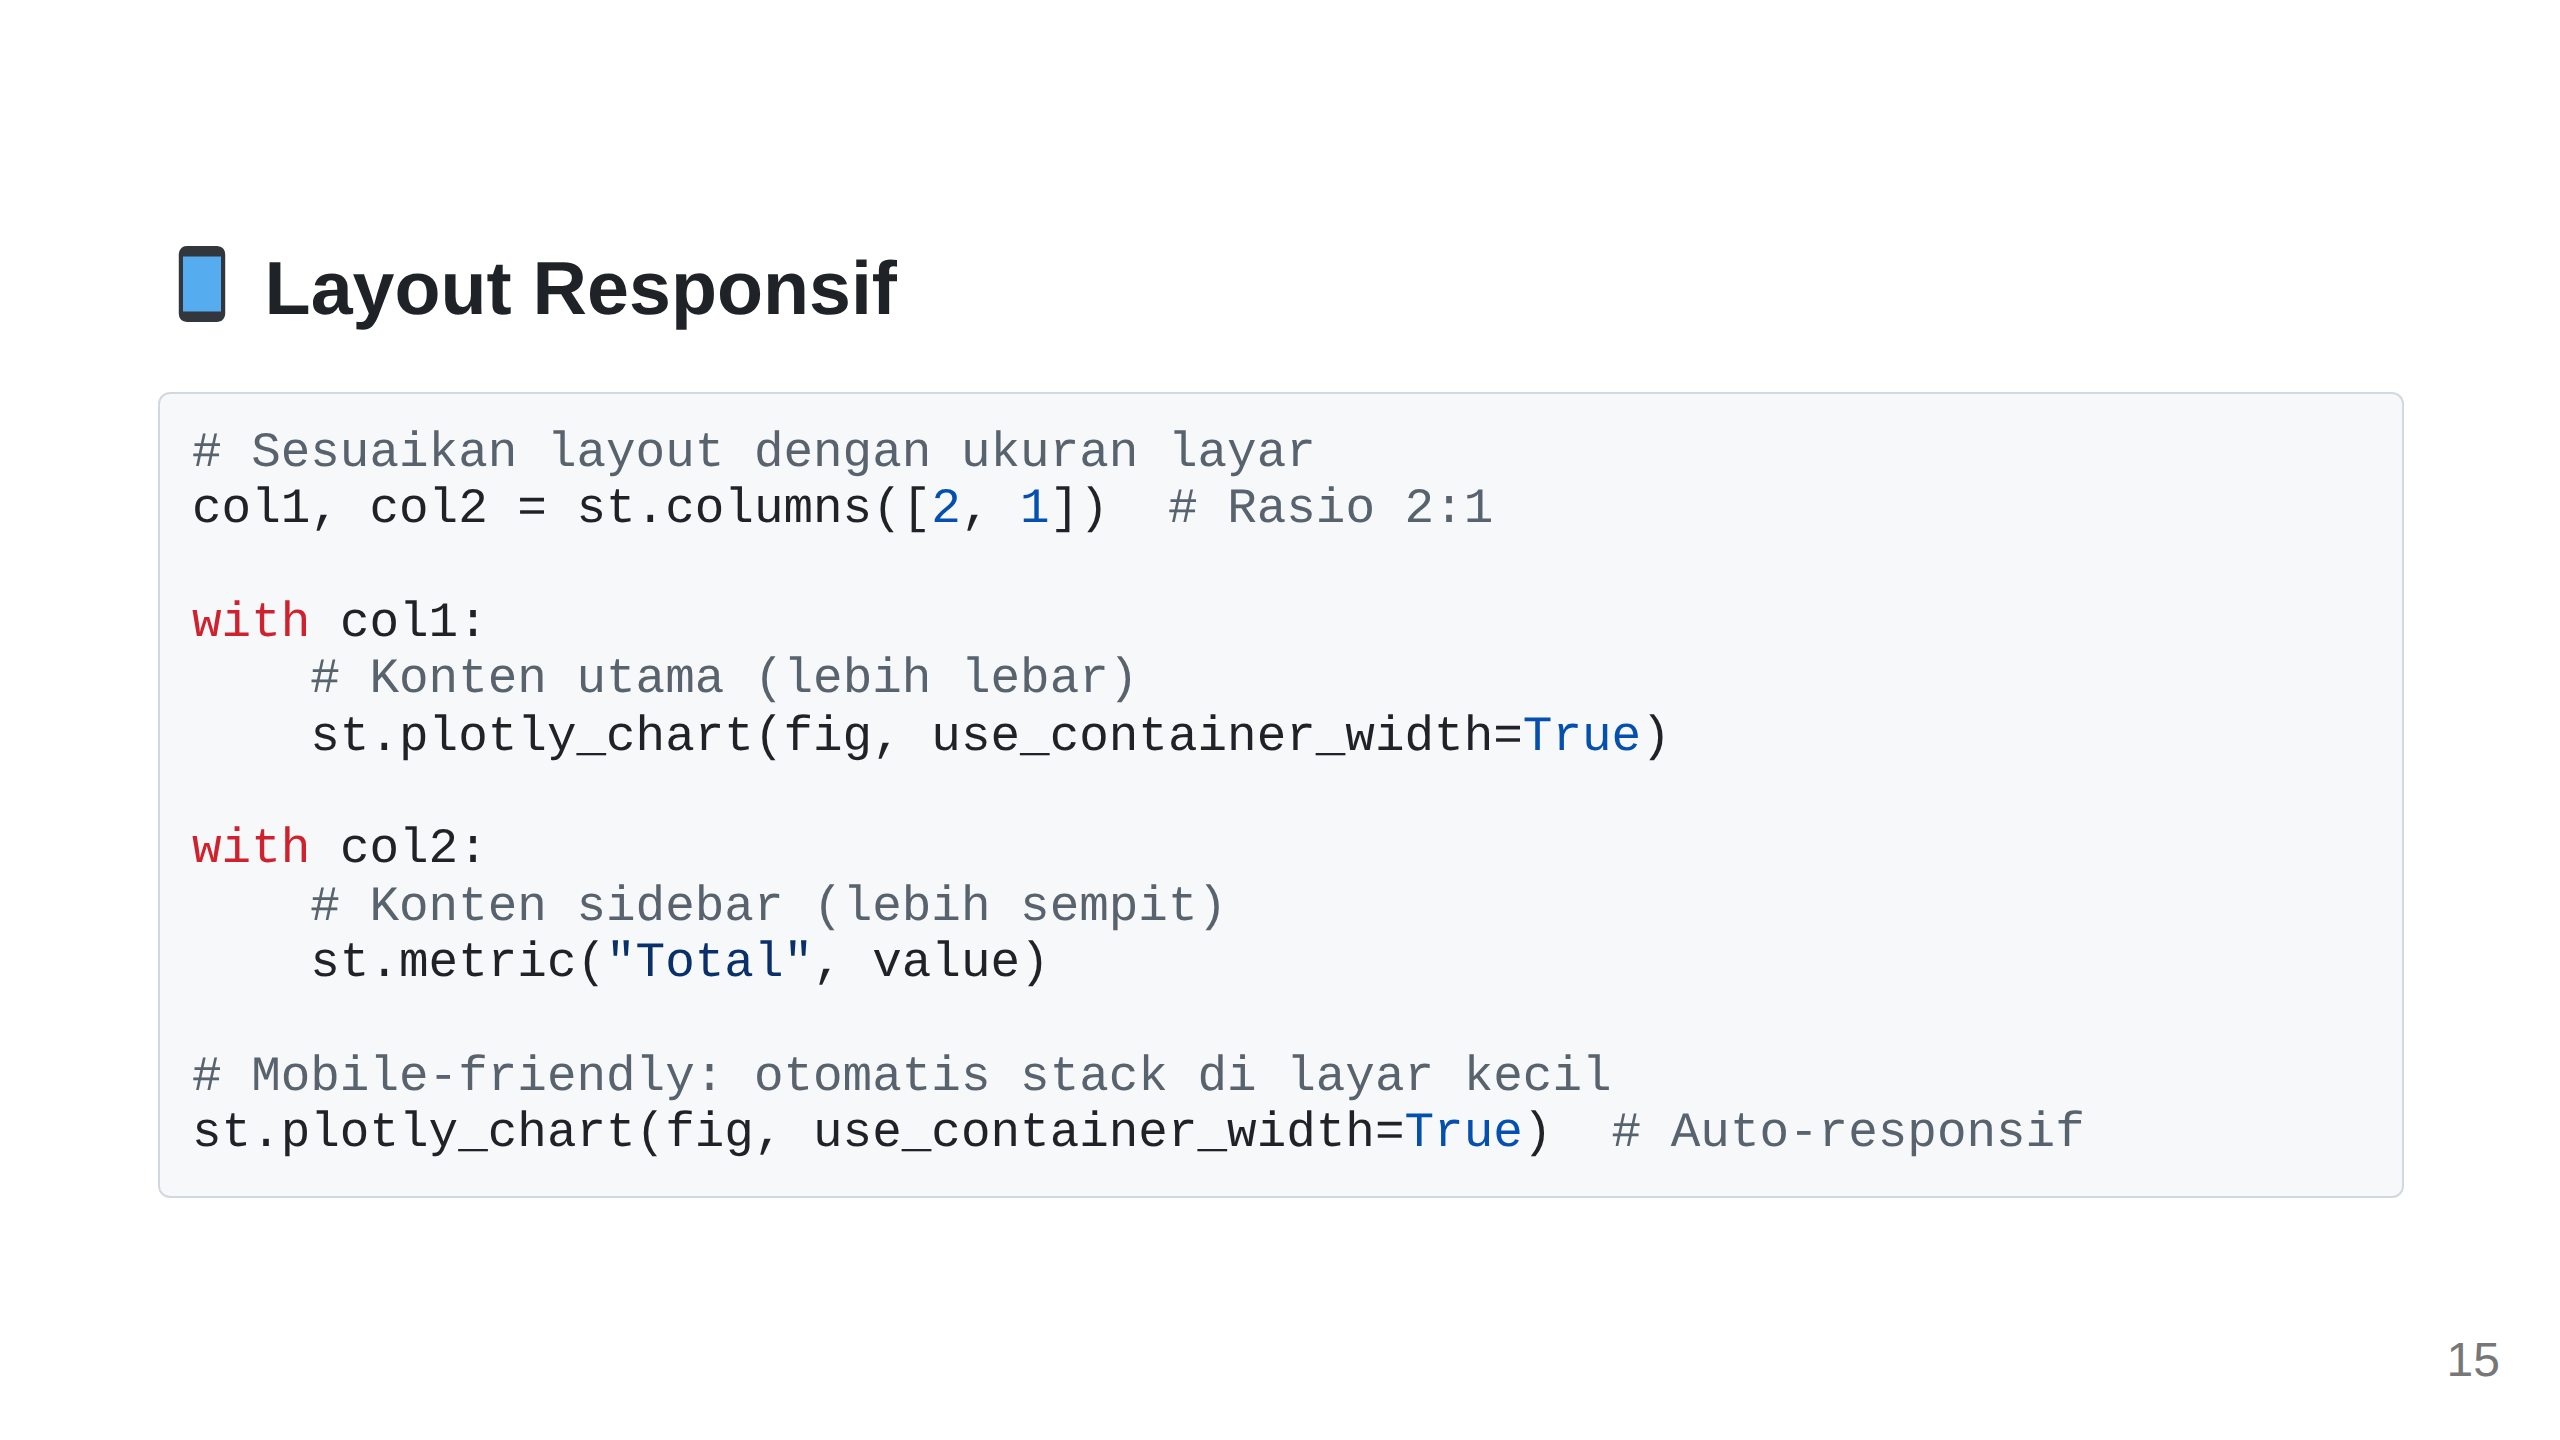 Layout Responsif
# Sesuaikan layout dengan ukuran layar
col1, col2 = st.columns([2, 1])  # Rasio 2:1
with col1:
    # Konten utama (lebih lebar)
    st.plotly_chart(fig, use_container_width=True)
with col2:
    # Konten sidebar (lebih sempit)
    st.metric("Total", value)
# Mobile-friendly: otomatis stack di layar kecil
st.plotly_chart(fig, use_container_width=True)  # Auto-responsif
15